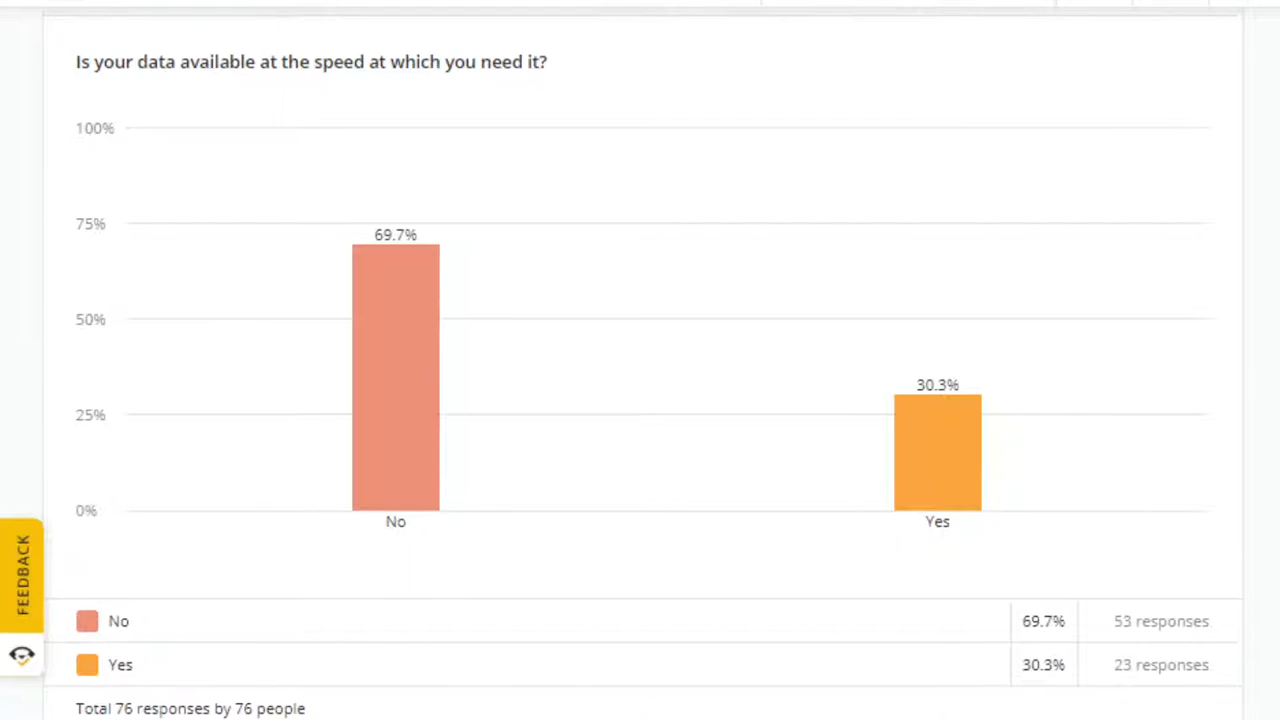 Is your data available at the speed at which you need it?
100%
75%
69.7%
50%
30.3%
25%
0%
No
Yes
FEEDBACK
No 69.7% 53 responses
Yes 30.3% 23 responses
Total 76 responses by 76 people